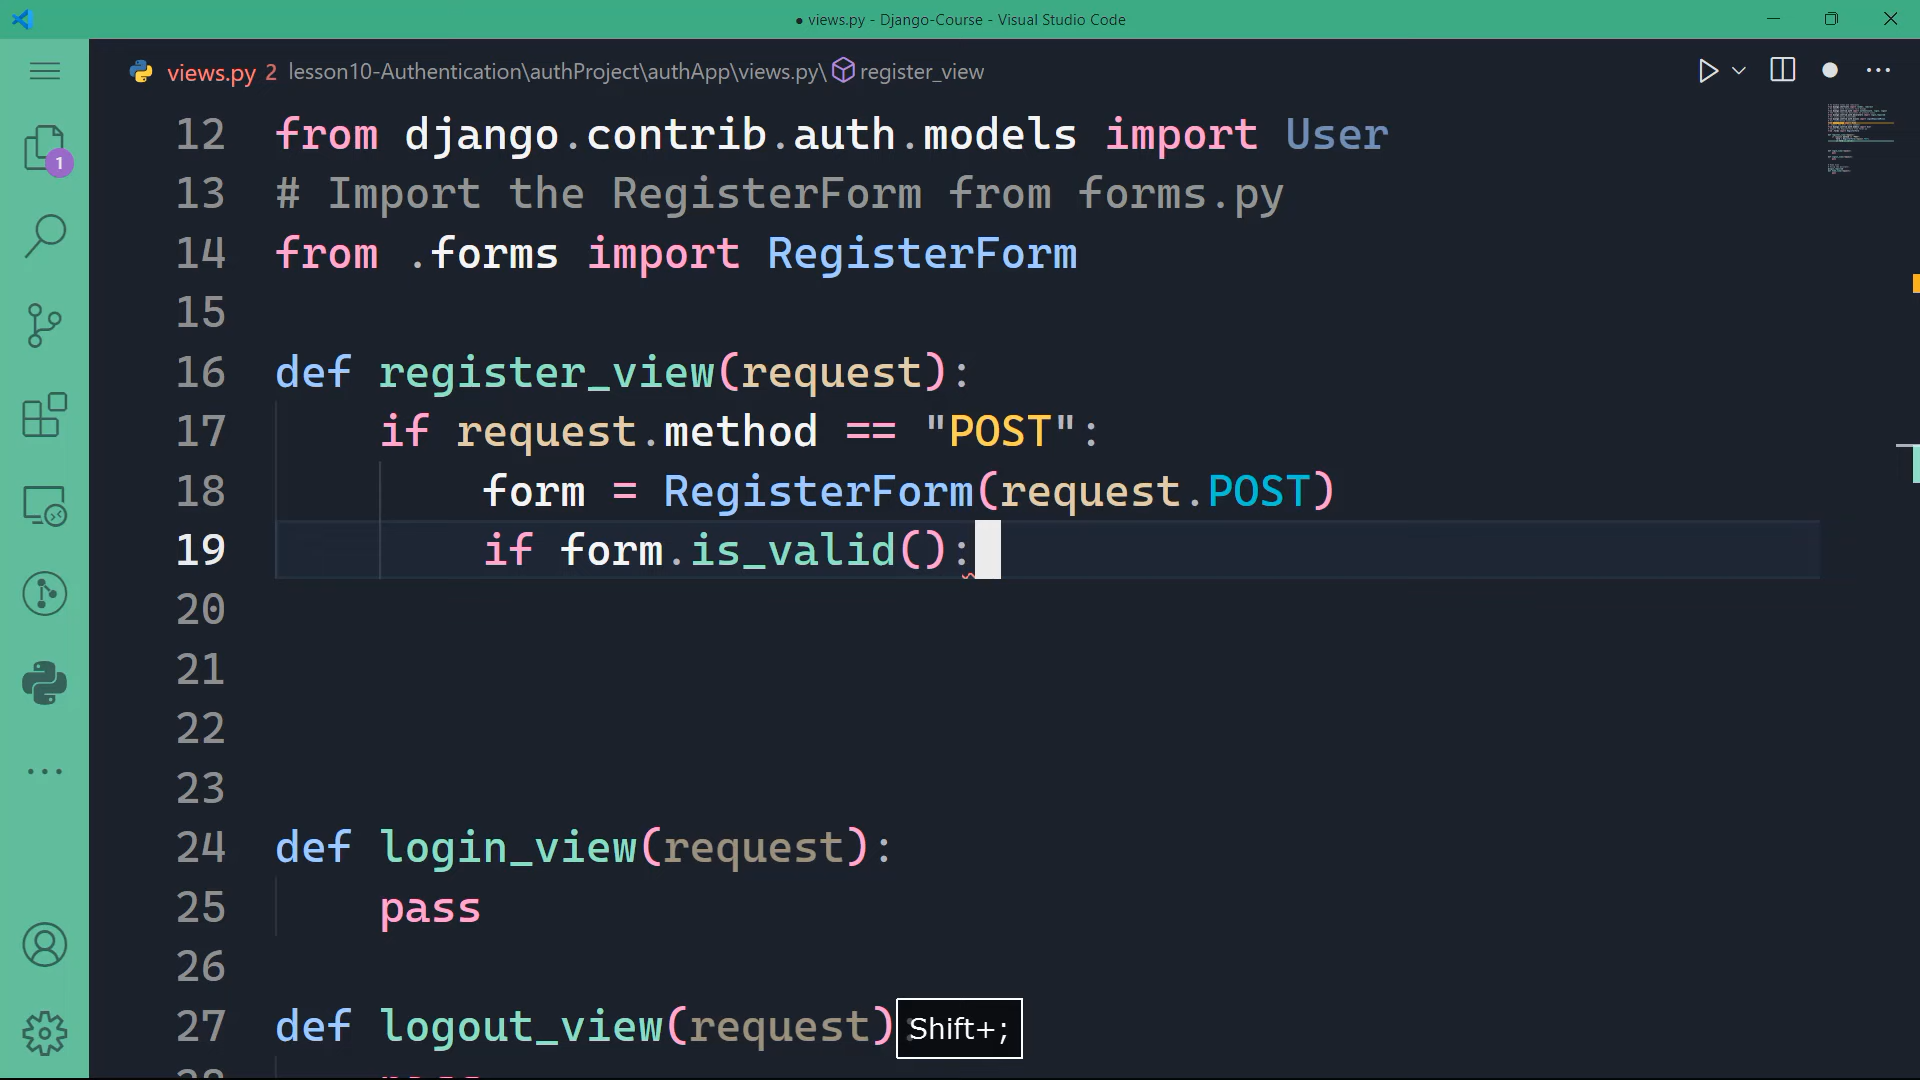 ● views.py - Django-Course - Visual Studio Code
views.py 2 lesson10-Authentication\authProject\authApp\views.py\ register_view
12 from django.contrib.auth.models import User
13 # Import the RegisterForm from forms.py
14 from .forms import RegisterForm
15
16 def register_view(request):
17 if request.method == "POST":
18 form = RegisterForm(request.POST)
19 if form.is_valid():
20
21
22
23
24 def login_view(request):
25 pass
26
27 def logout_view(request)
Shift+;
1